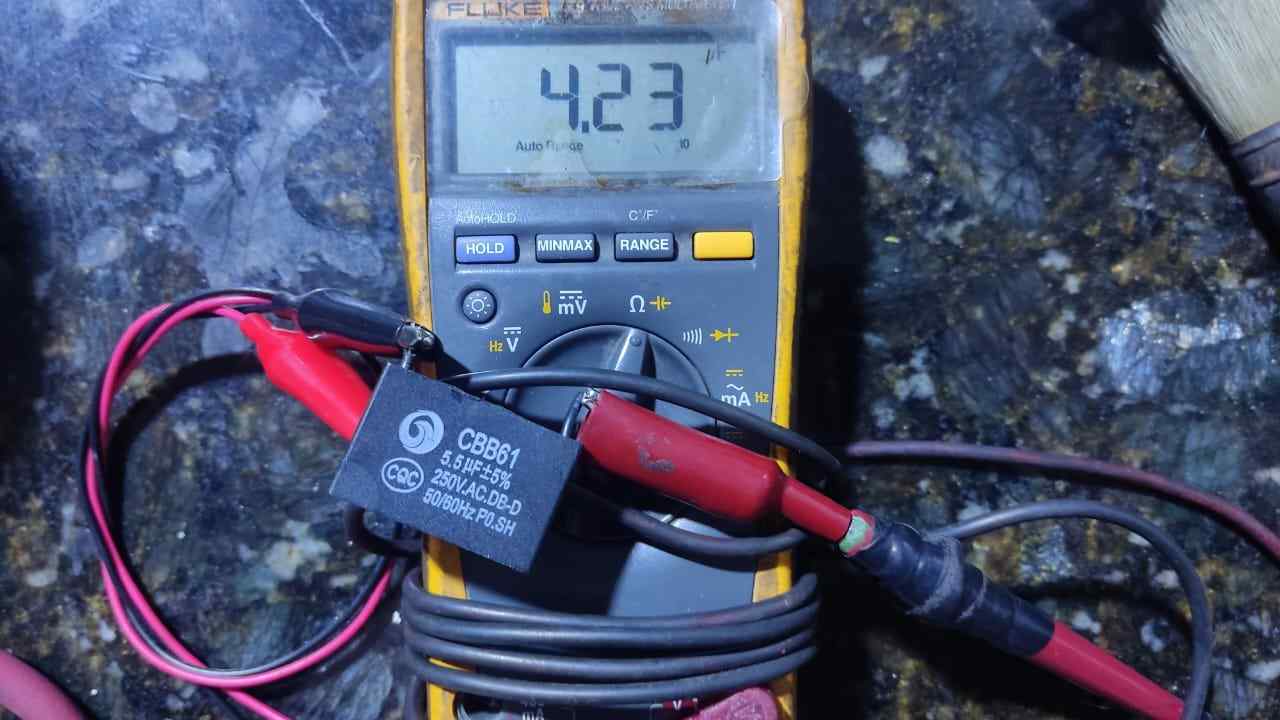 FLUKE
µF
4.23
Auto Range
10
AutoHOLD
C°/F°
HOLD
MINMAX
RANGE
mV
Ω
Hz V
mA Hz
CBB61
5.5µF±5%
CQC
250V.AC.DB-D
50/60Hz P0.SH
V